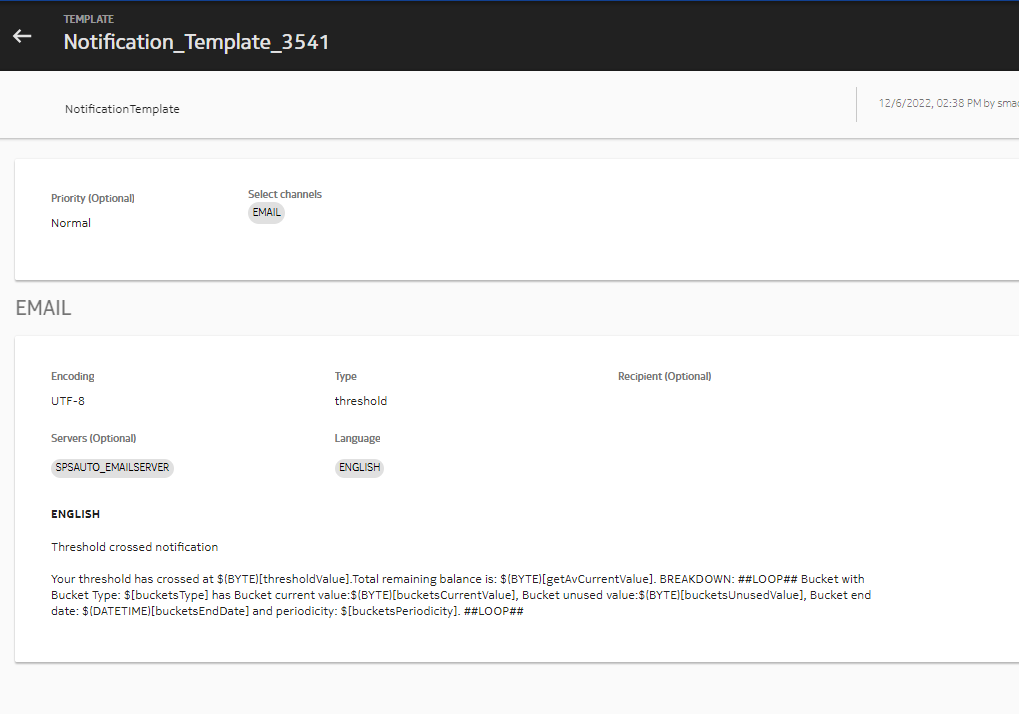 TEMPLATE
Notification_Template_3541
NotificationTemplate
12/6/2022, 02:38 PM by
Priority (Optional)
Select channels
Normal
EMAIL
EMAIL
Encoding
Type
Recipient (Optional)
UTF-8
threshold
Servers (Optional)
Language
SPSAUTO_EMAILSERVER
ENGLISH
ENGLISH
Threshold crossed notification
Your threshold has crossed at $(BYTE)[thresholdValue].Total remaining balance is: $(BYTE)[getAvCurrentValue]. BREAKDOWN: ##LOOP## Bucket with
Bucket Type: $[bucketsType] has Bucket current value:$(BYTE)[bucketsCurrentValue], Bucket unused value:$(BYTE)[bucketsUnusedValue], Bucket end
date: $(DATETIME)[bucketsEndDate] and periodicity: $[bucketsPeriodicity]. ##LOOP##